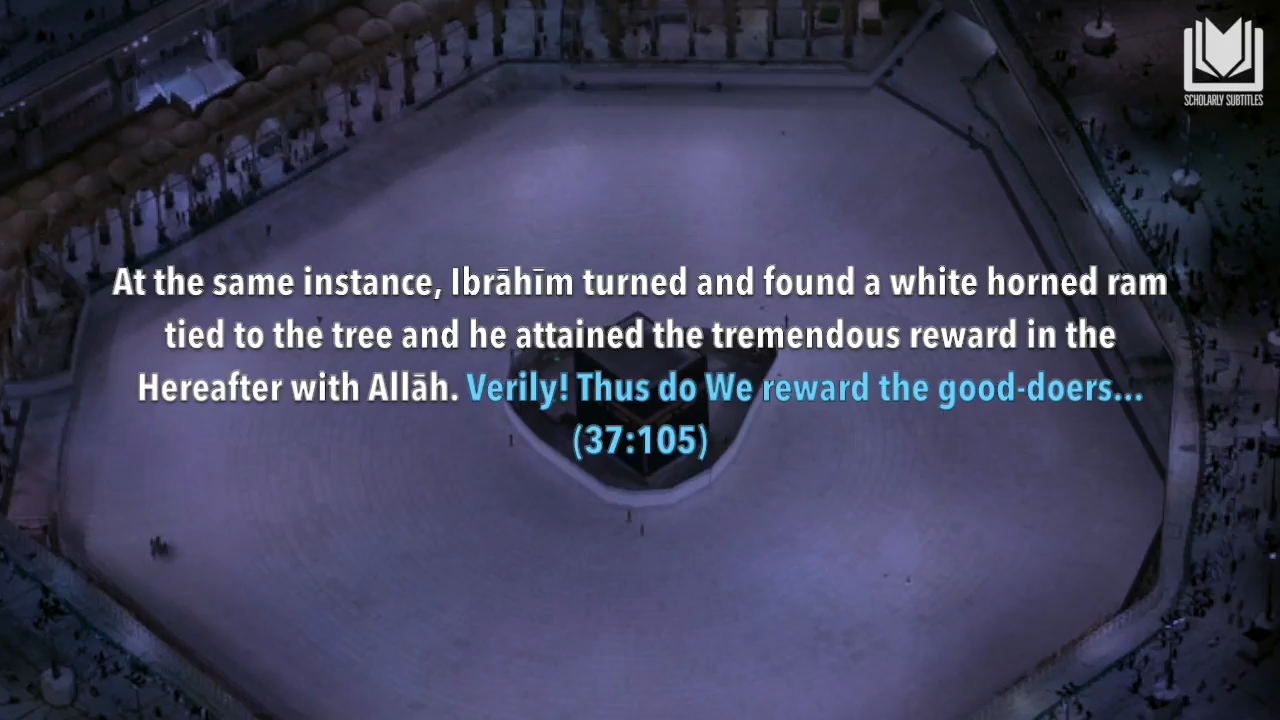 SCHOLARLY SUBTITLES
At the same instance, Ibrāhīm turned and found a white horned ram
tied to the tree and he attained the tremendous reward in the
Hereafter with Allāh. Verily! Thus do We reward the good-doers...
(37:105)